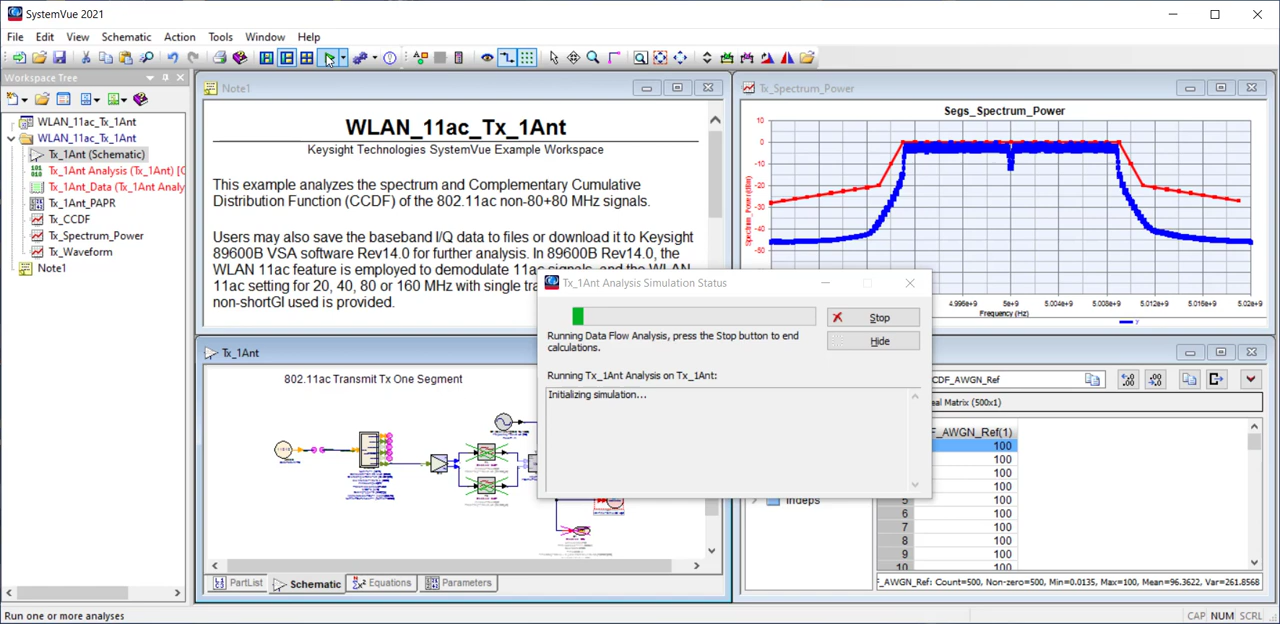 SystemVue 2021
File Edit View Schematic Action Tools Window Help
Workspace Tree
WLAN_11ac_Tx_1Ant
WLAN_11ac_Tx_1Ant
Tx_1Ant (Schematic)
Tx_1Ant Analysis (Tx_1Ant) [C
Tx_1Ant_Data (Tx_1Ant Analy
Tx_1Ant_PAPR
Tx_CCDF
Tx_Spectrum_Power
Tx_Waveform
Note1
Note1
WLAN_11ac_Tx_1Ant
Keysight Technologies SystemVue Example Workspace
This example analyzes the spectrum and Complementary Cumulative
Distribution Function (CCDF) of the 802.11ac non-80+80 MHz signals.
Users may also save the baseband I/Q data to files or download it to Keysight
89600B VSA software Rev14.0 for further analysis. In 89600B Rev14.0, the
WLAN 11ac feature is employed to demodulate 11ac signals, and the WLAN
11ac setting for 20, 40, 80 or 160 MHz with single tra
non-shortGI used is provided.
Tx_Spectrum_Power
Segs_Spectrum_Power
Spectrum_Power (dBm)
10
0
-10
-20
-30
-40
-50
4.996e+9 5e+9 5.004e+9 5.008e+9 5.012e+9 5.016e+9 5.02e+9
Frequency (Hz)
Tx_1Ant Analysis Simulation Status
Stop
Hide
Running Data Flow Analysis, press the Stop button to end
calculations.
Running Tx_1Ant Analysis on Tx_1Ant:
Initializing simulation...
Tx_1Ant
802.11ac Transmit Tx One Segment
PartList Schematic Equations Parameters
CDF_AWGN_Ref
eal Matrix (500x1)
F_AWGN_Ref(1)
100
100
100
100
5 100
6 100
7 100
8 100
9 100
10 100
Indeps
F_AWGN_Ref: Count=500, Non-zero=500, Min=0.0135, Max=100, Mean=96.3622, Var=261.8568
Run one or more analyses
CAP NUM SCRL